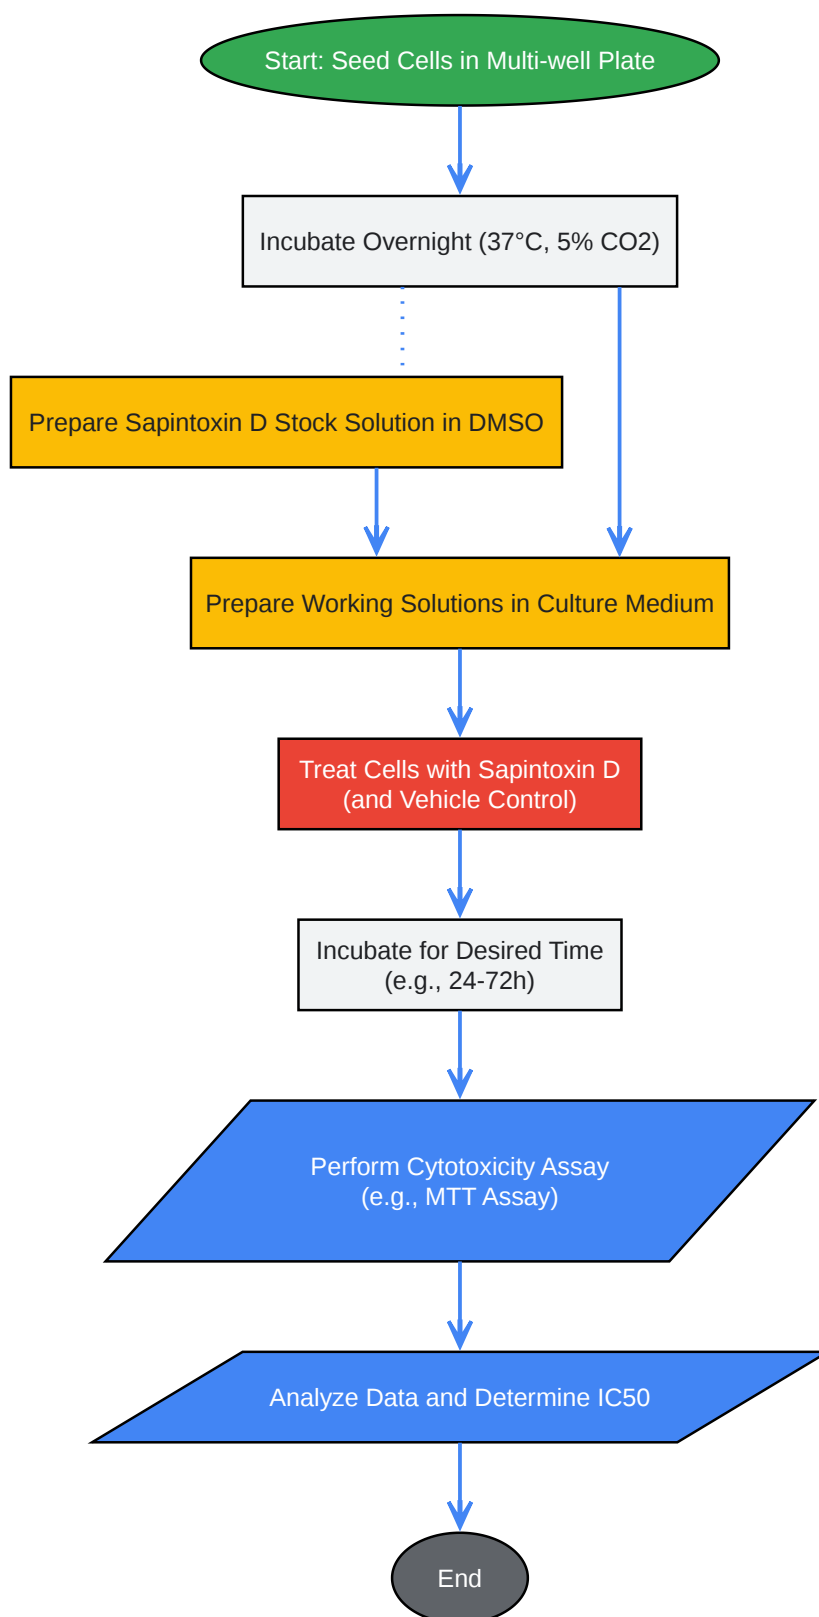 Start: Seed Cells in Multi-well Plate
Incubate Overnight (37°C, 5% CO2)
Prepare Sapintoxin D Stock Solution in DMSO
Prepare Working Solutions in Culture Medium
Treat Cells with Sapintoxin D
(and Vehicle Control)
Incubate for Desired Time
(e.g., 24-72h)
Perform Cytotoxicity Assay
(e.g., MTT Assay)
Analyze Data and Determine IC50
End